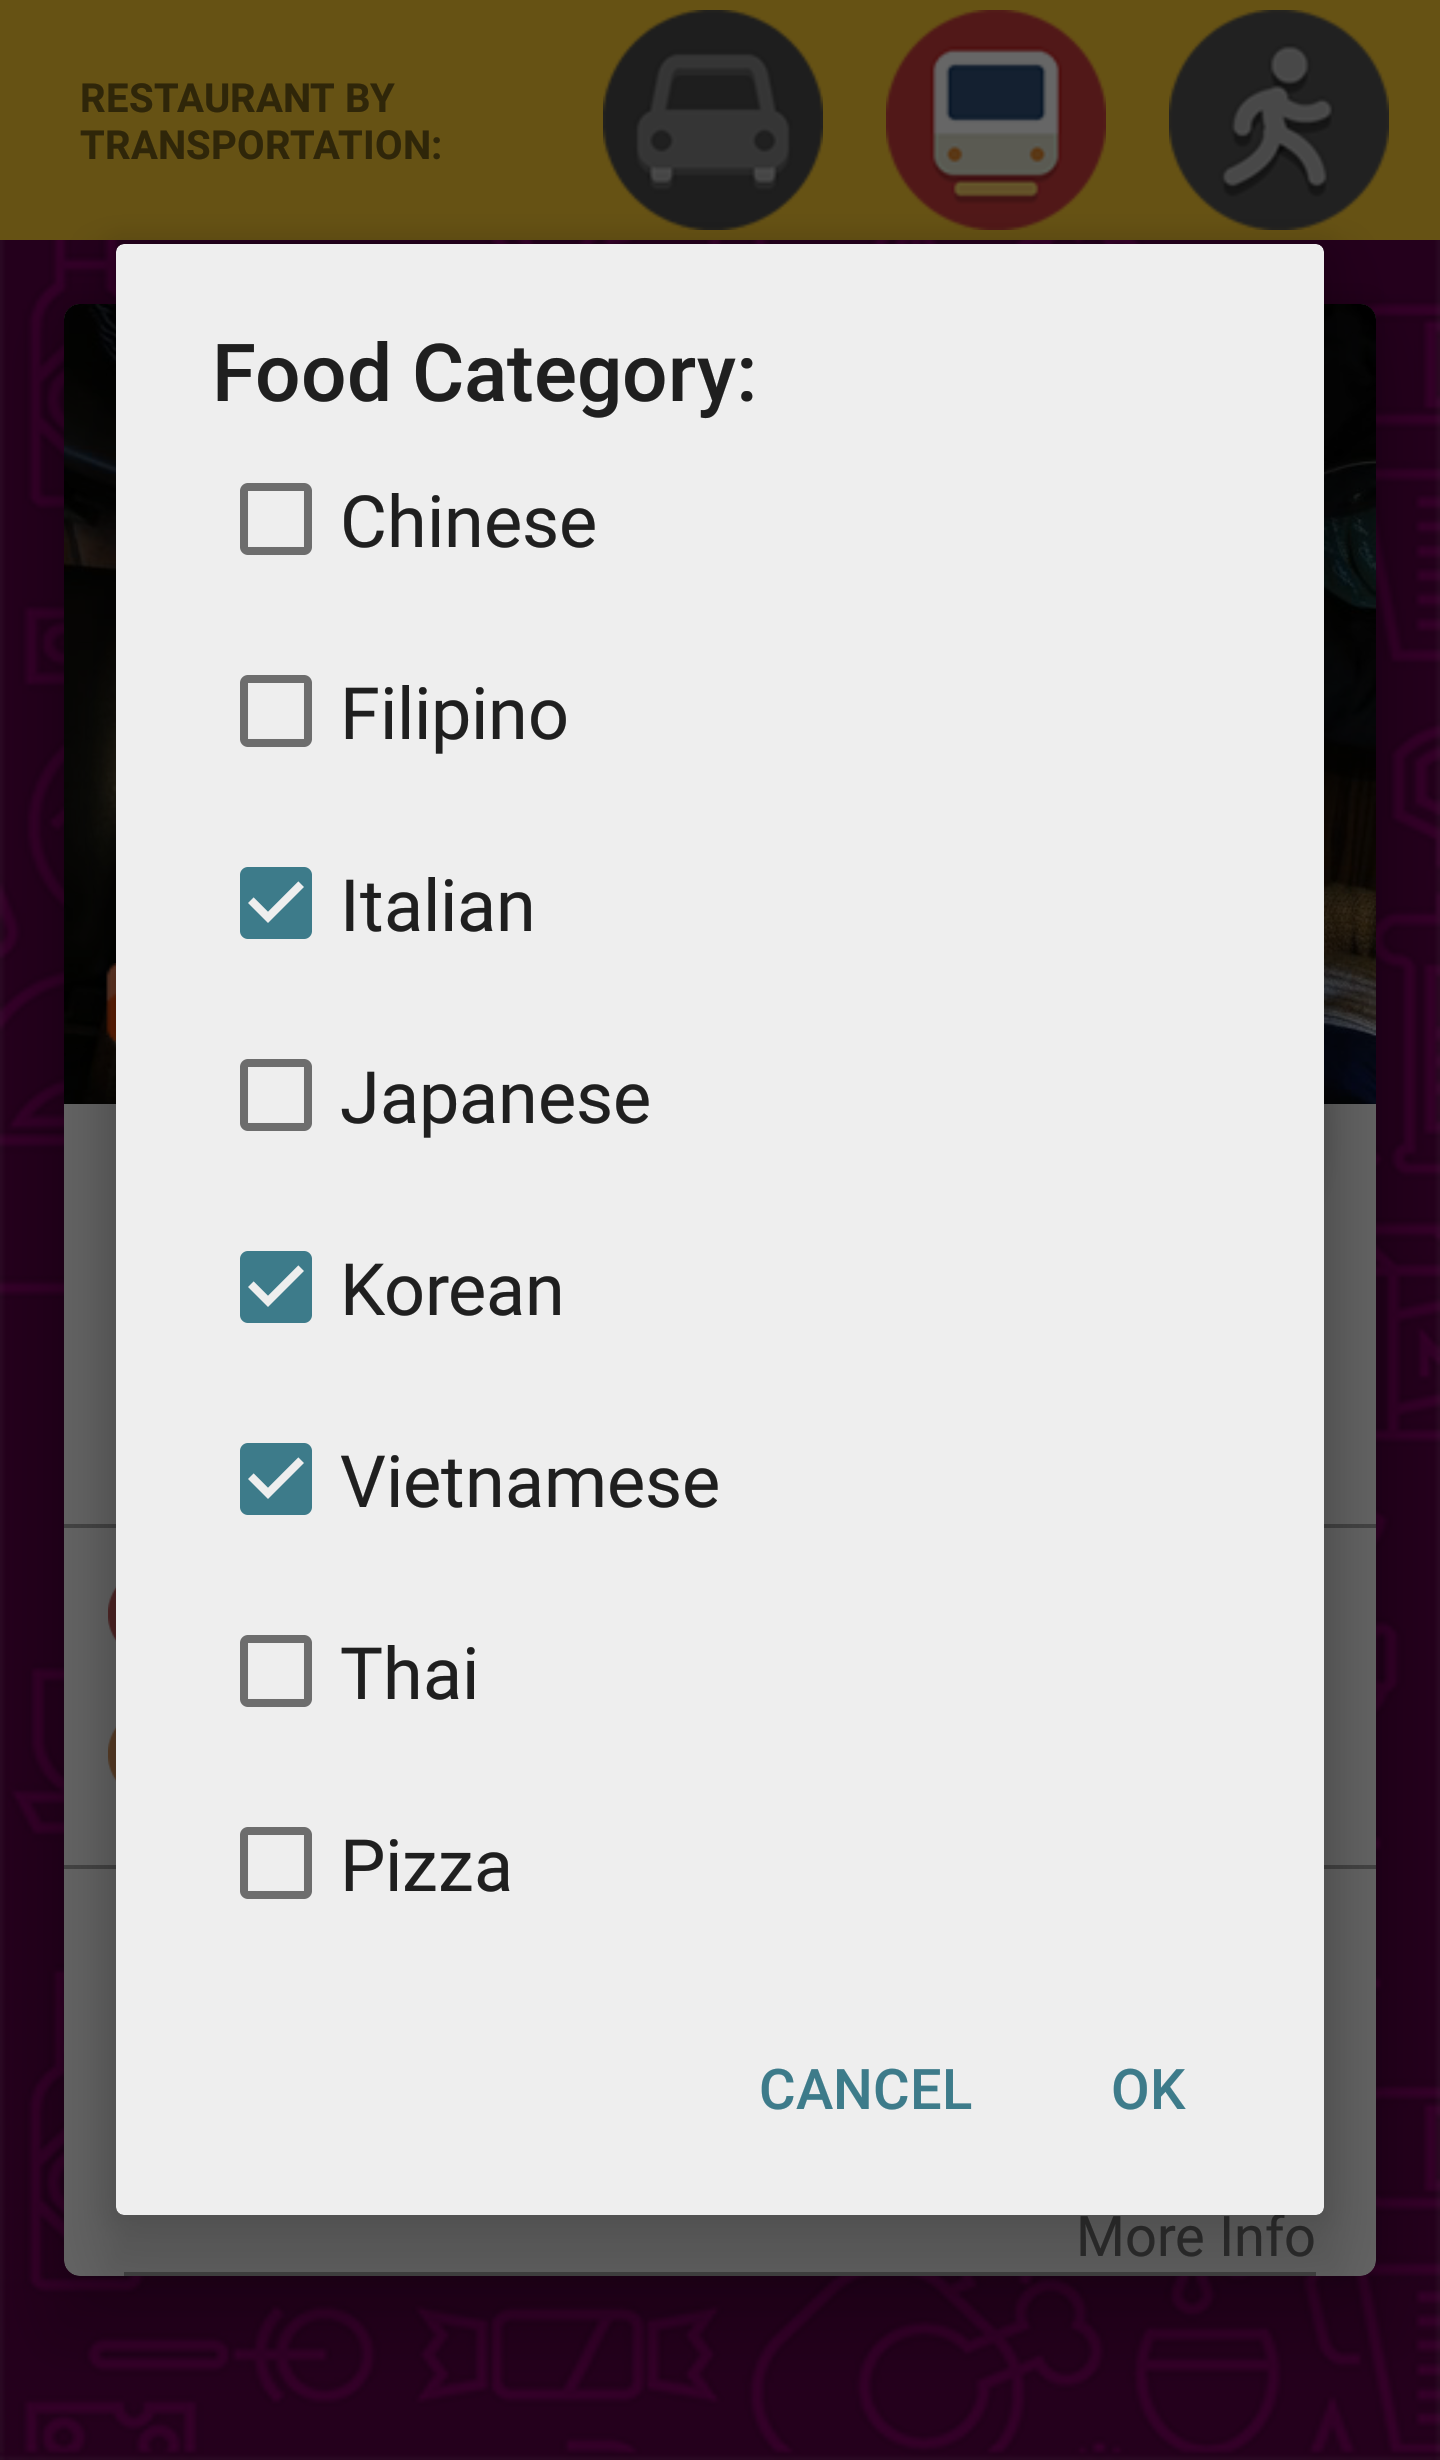 RESTAURANT BY
TRANSPORTATION:
Food Category:
Chinese
Filipino
Italian
Japanese
Korean
Vietnamese
Thai
Pizza
CANCEL OK
More Info